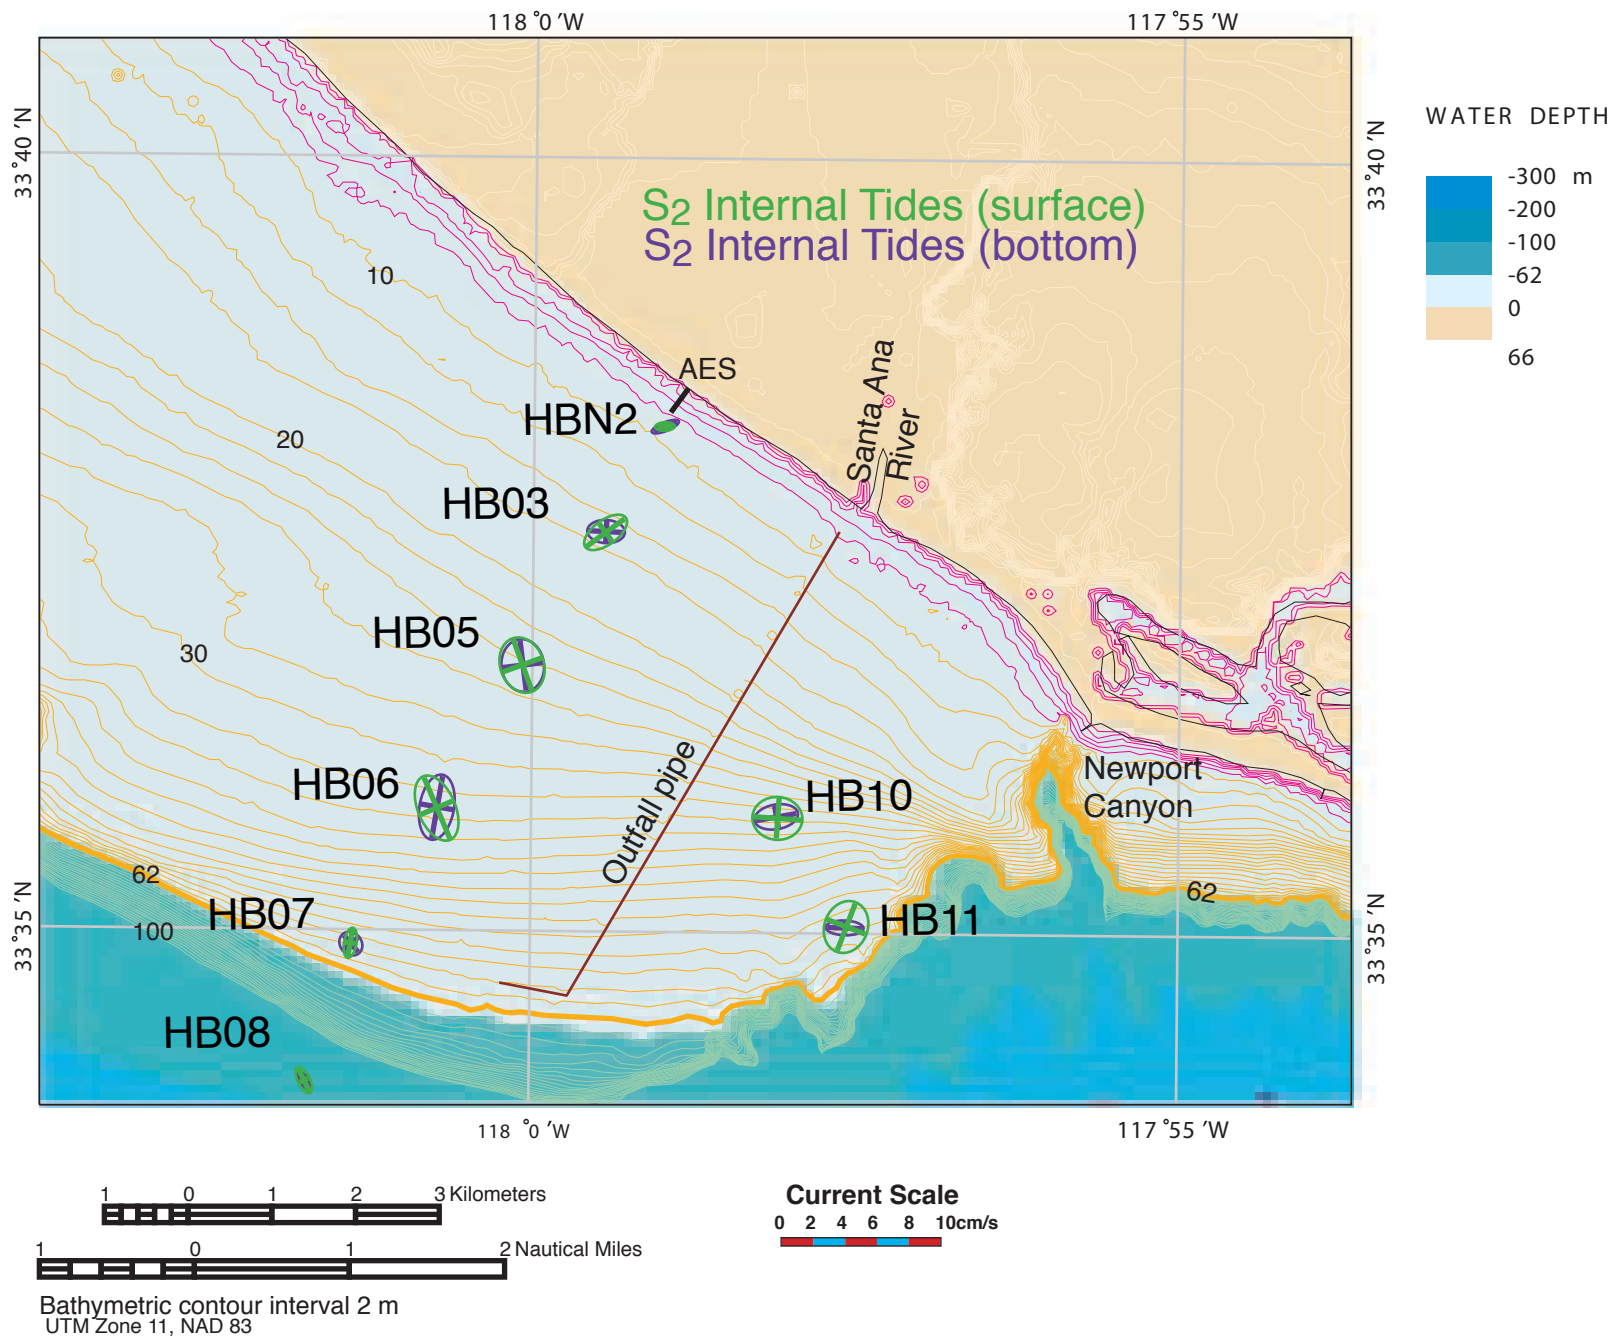 118 °0 ′W
117 °55 ′W
33 °40 ′N
33 °40 ′N
WATER DEPTH
-300 m
-200
-100
-62
0
66
S2 Internal Tides (surface)
S2 Internal Tides (bottom)
10
AES
Santa Ana
River
HBN2
20
HB03
HB05
30
Outfall pipe
HB06
HB10
Newport
Canyon
62
62
HB07
100
HB11
33 °35 ′N
33 °35 ′N
HB08
118 °0 ′W
117 °55 ′W
1 0 1 2 3 Kilometers
Current Scale
0 2 4 6 8 10cm/s
1 0 1 2 Nautical Miles
Bathymetric contour interval 2 m
UTM Zone 11, NAD 83